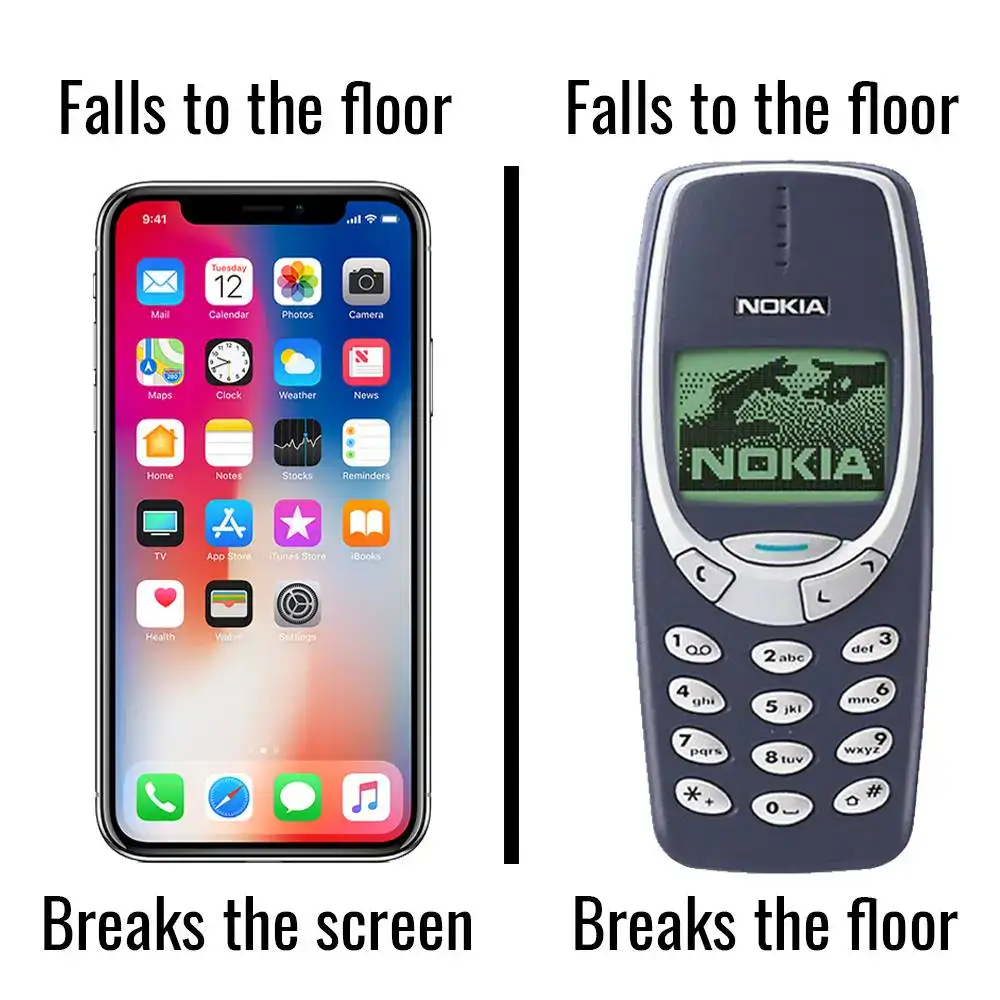 Falls to the floor
Falls to the floor
9:41
Mail
Tuesday
12
Calendar
Photos
Camera
Maps
280
Clock
Weather
News
Home
Notes
Stocks
Reminders
TV
App Store
iTunes Store
iBooks
Health
Wallet
Settings
NOKIA
NOKIA
1
2 abc
def 3
4 ghi
5 jkl
mno 6
7 pqrs
8 tuv
wxyz 9
* +
0
#
Breaks the screen
Breaks the floor